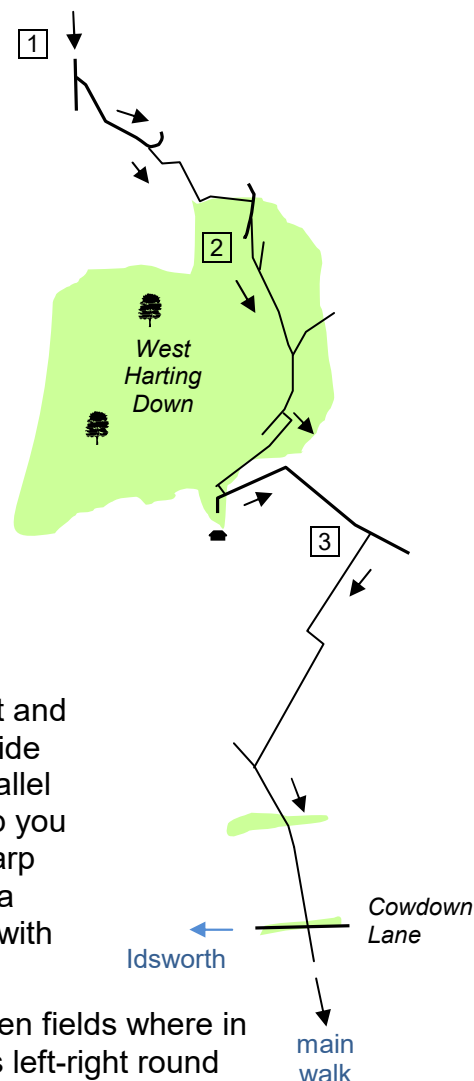 1
2
West
Harting
Down
3
t and
ide
allel
you
arp
a
with
Cowdown
Lane
Idsworth
en fields where in
s left-right round
main
walk